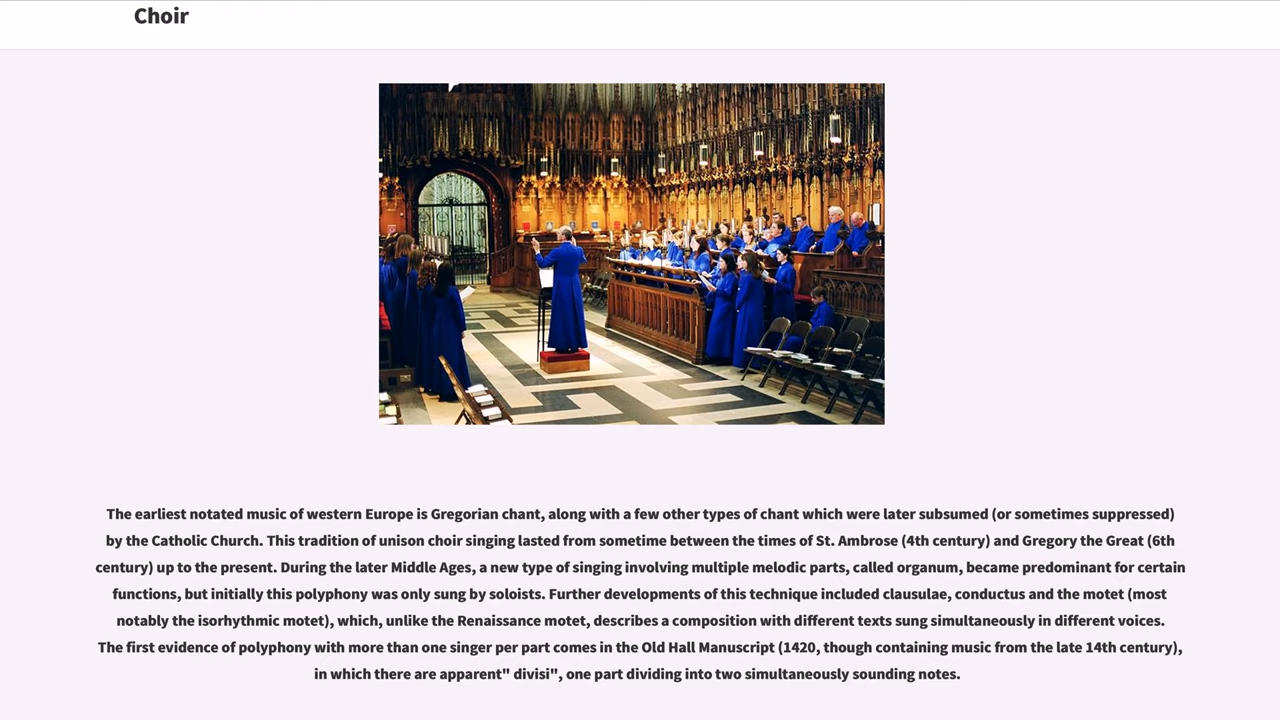 Choir
The earliest notated music of western Europe is Gregorian chant, along with a few other types of chant which were later subsumed (or sometimes suppressed)
by the Catholic Church. This tradition of unison choir singing lasted from sometime between the times of St. Ambrose (4th century) and Gregory the Great (6th
century) up to the present. During the later Middle Ages, a new type of singing involving multiple melodic parts, called organum, became predominant for certain
functions, but initially this polyphony was only sung by soloists. Further developments of this technique included clausulae, conductus and the motet (most
notably the isorhythmic motet), which, unlike the Renaissance motet, describes a composition with different texts sung simultaneously in different voices.
The first evidence of polyphony with more than one singer per part comes in the Old Hall Manuscript (1420, though containing music from the late 14th century),
in which there are apparent" divisi", one part dividing into two simultaneously sounding notes.